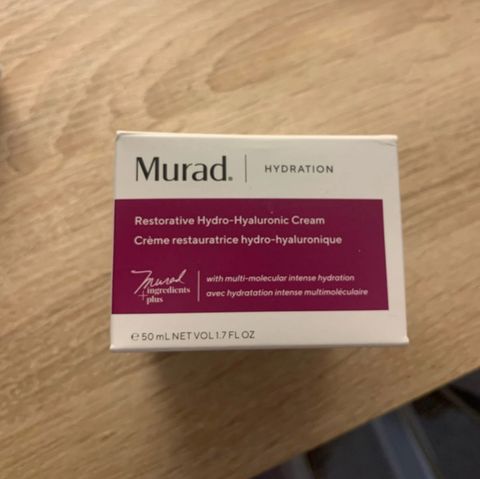 Murad. HYDRATION
Restorative Hydro-Hyaluronic Cream
Crème restauratrice hydro-hyaluronique
Murad
+ ingredients
plus
with multi-molecular intense hydration
avec hydratation intense multimoléculaire
℮ 50 mL NET VOL 1.7 FL OZ